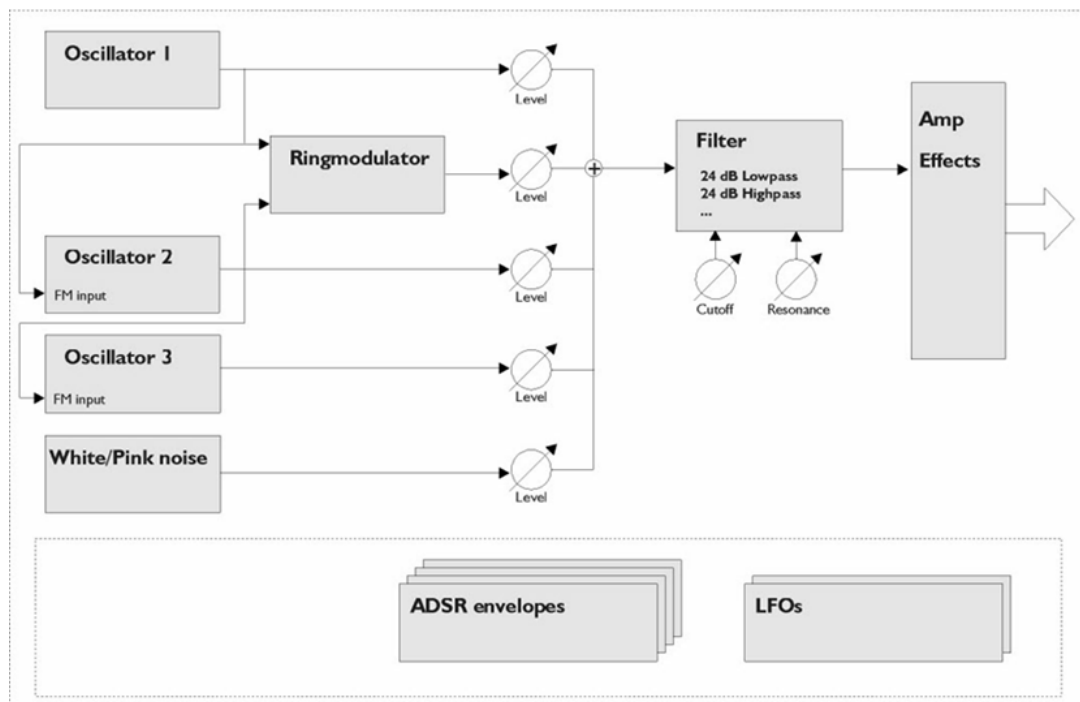 Oscillator 1
Level
Ringmodulator
Level
Filter
24 dB Lowpass
24 dB Highpass
...
Amp
Effects
Oscillator 2
FM input
Level
Cutoff
Resonance
Oscillator 3
FM input
Level
White/Pink noise
Level
ADSR envelopes
LFOs